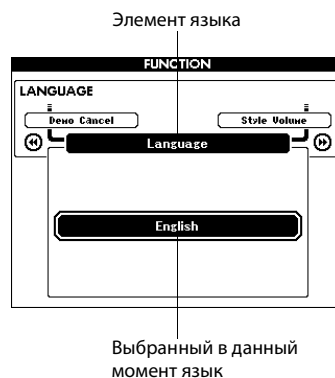 Элемент языка
FUNCTION
LANGUAGE
Demo Cancel
Style Volume
Language
English
Выбранный в данный
момент язык